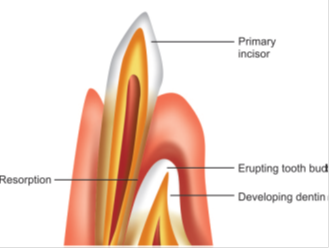 Primary
incisor
Resorption
Erupting tooth bud
Developing dentin